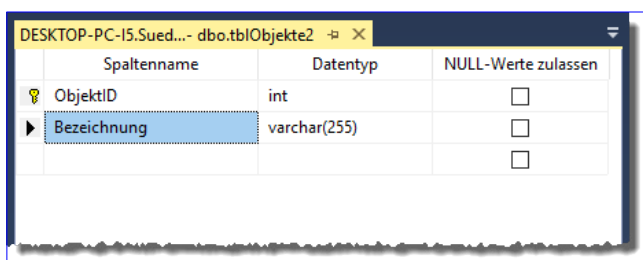 DESKTOP-PC-I5.Sued...- dbo.tblObjekte2
Spaltenname Datentyp NULL-Werte zulassen
ObjektID int
Bezeichnung varchar(255)